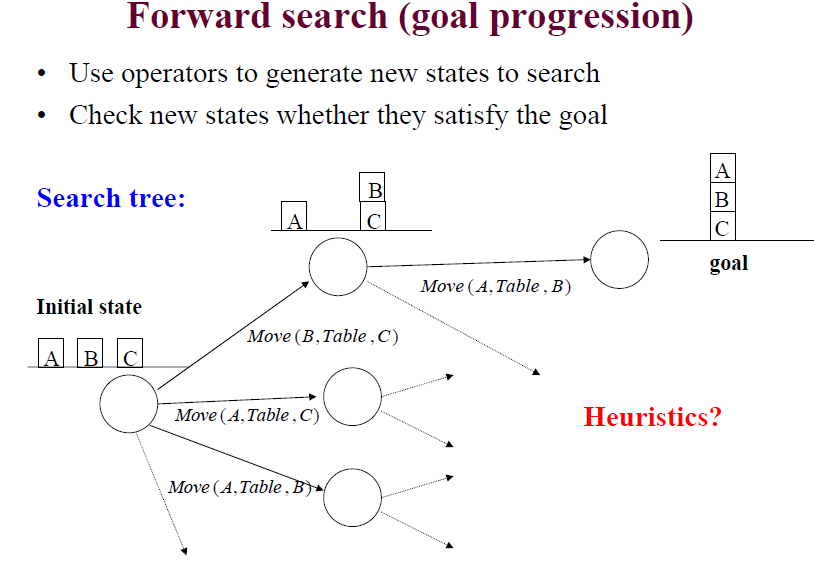 Forward search (goal progression)
• Use operators to generate new states to search
• Check new states whether they satisfy the goal
Search tree:
A
B
C
A
B
C
goal
Move (A,Table , B)
Initial state
A B C
Move (B,Table ,C)
Move (A,Table ,C)
Heuristics?
Move (A,Table , B)